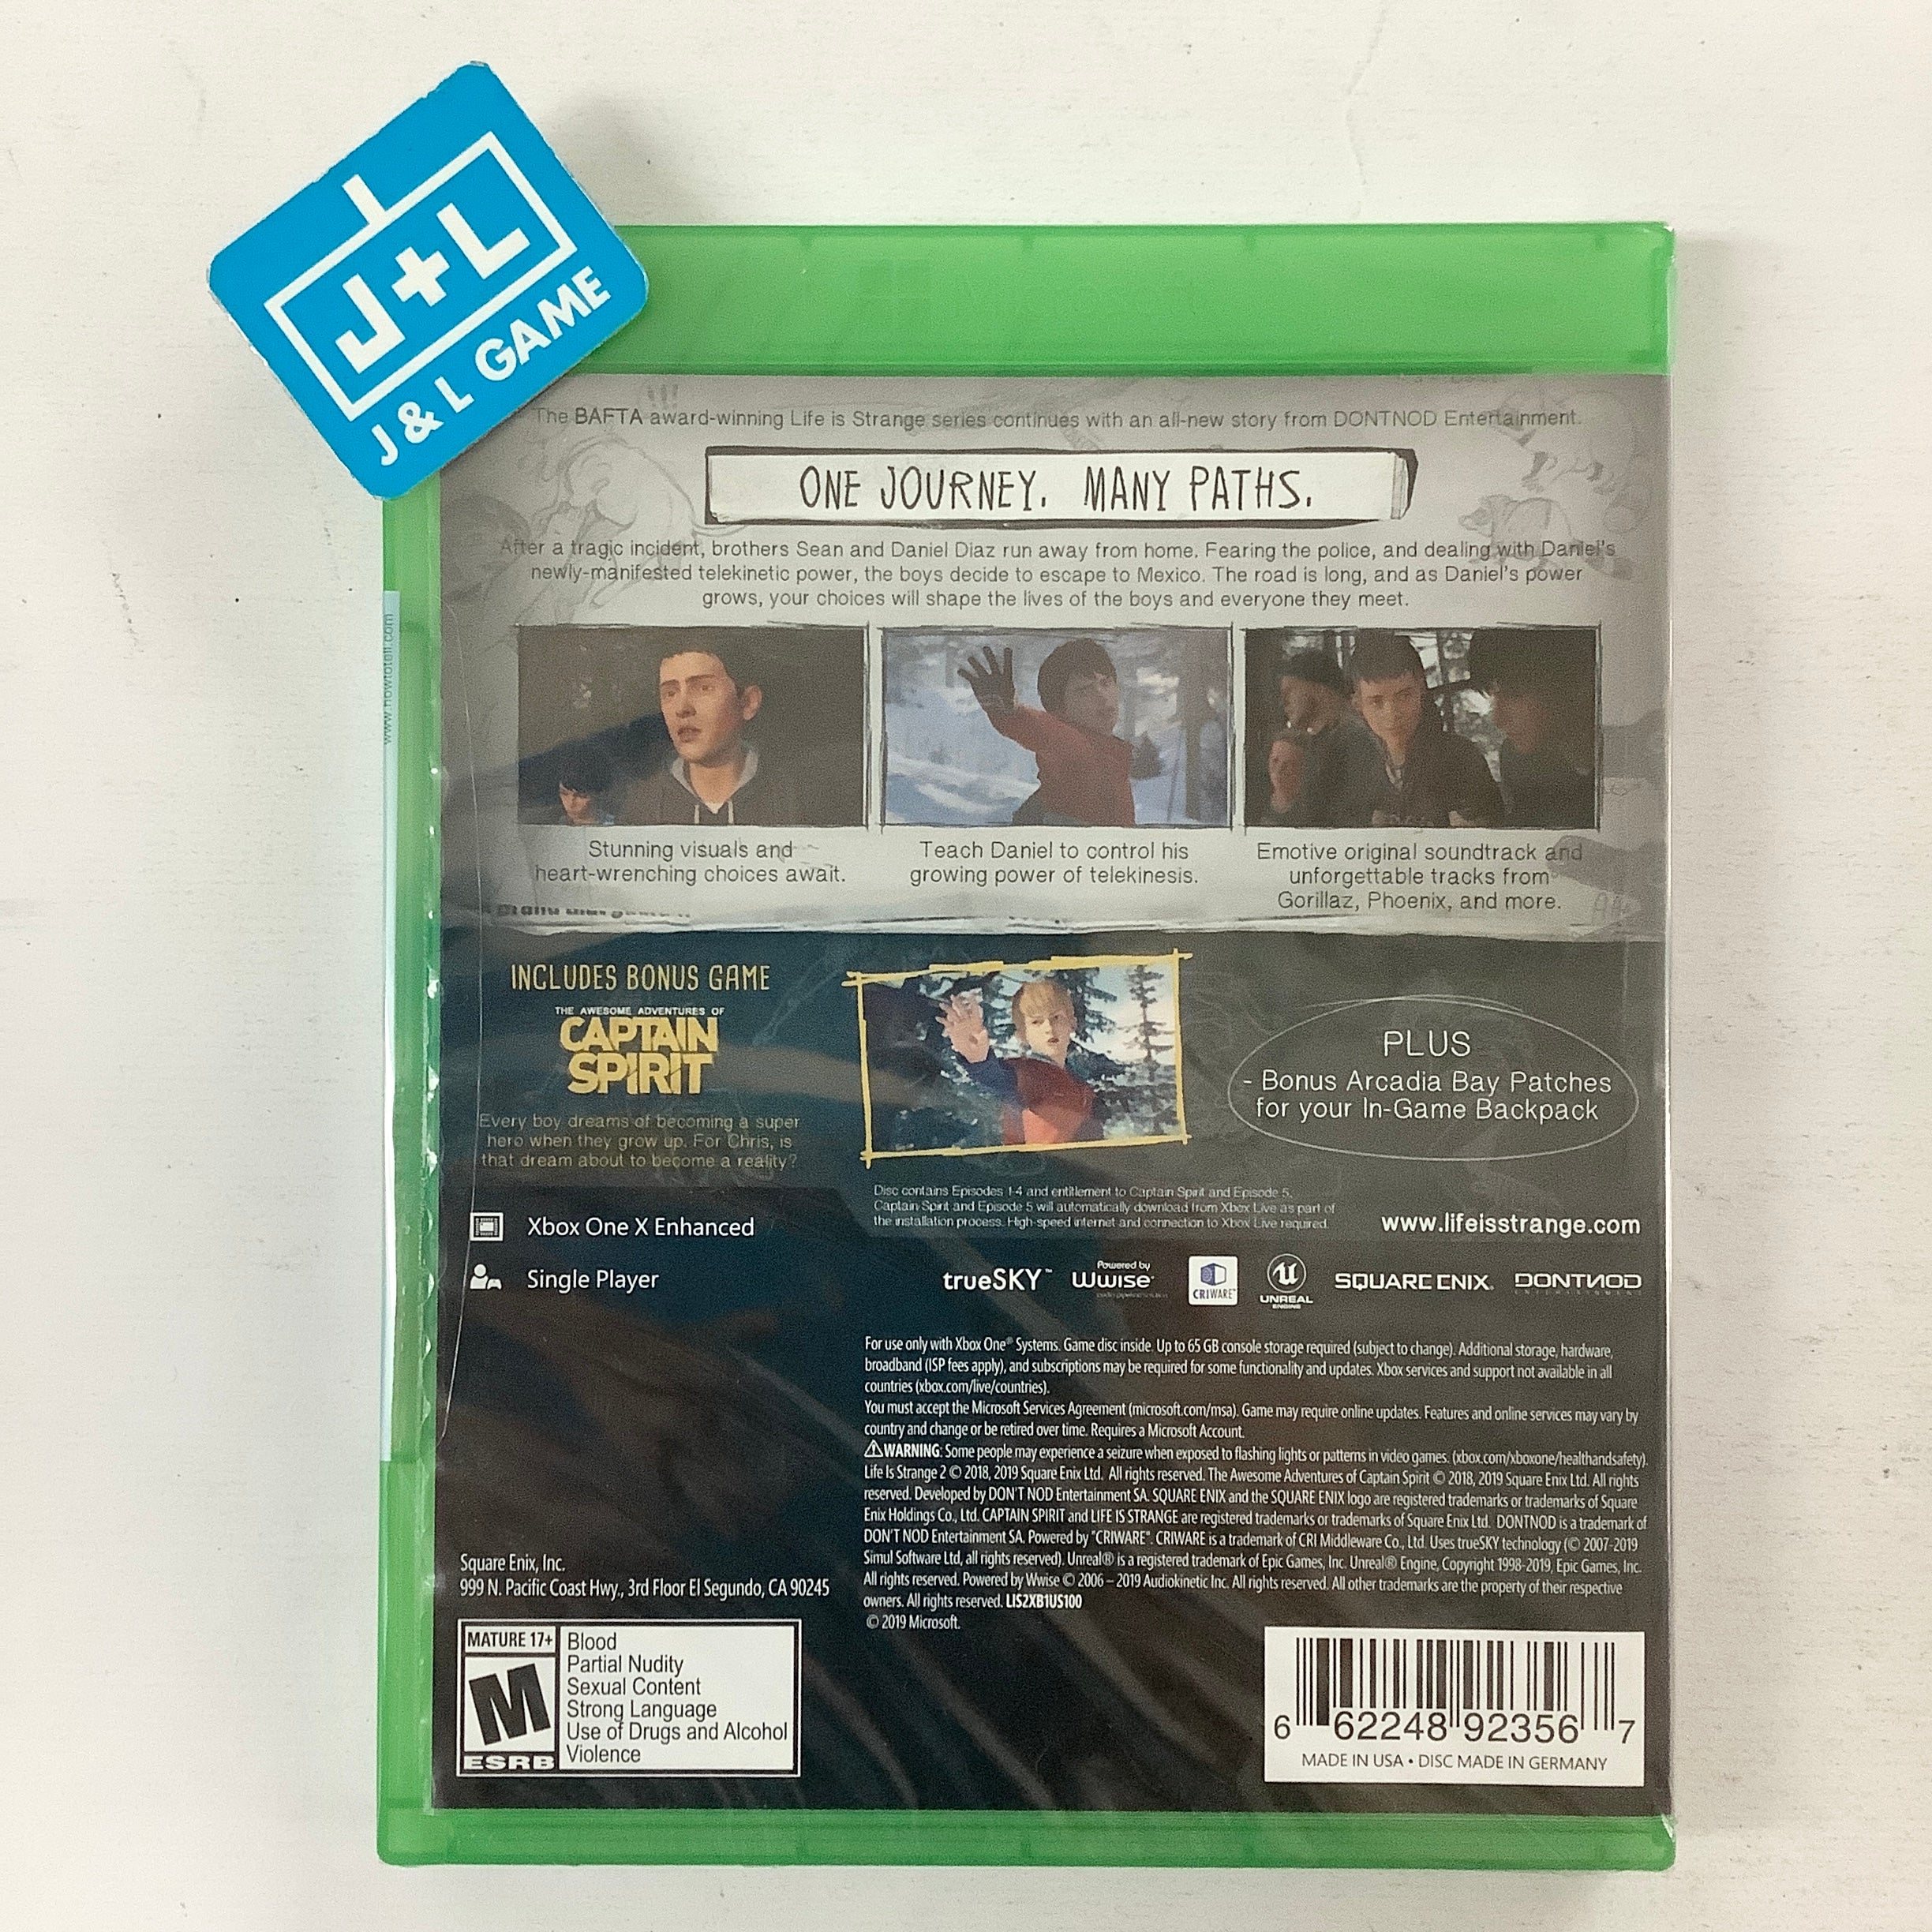 J+L
J & L GAME
The BAFTA award-winning Life is Strange series continues with an all-new story from DONTNOD Entertainment.
ONE JOURNEY. MANY PATHS.
After a tragic incident, brothers Sean and Daniel Diaz run away from home. Fearing the police, and dealing with Daniel's
newly-manifested telekinetic power, the boys decide to escape to Mexico. The road is long, and as Daniel's power
grows, your choices will shape the lives of the boys and everyone they meet.
www.howtotell.com
Stunning visuals and
heart-wrenching choices await.
Teach Daniel to control his
growing power of telekinesis.
Emotive original soundtrack and
unforgettable tracks from
Gorillaz, Phoenix, and more.
INCLUDES BONUS GAME
THE AWESOME ADVENTURES OF
CAPTAIN
SPIRIT
Every boy dreams of becoming a super
hero when they grow up. For Chris, is
that dream about to become a reality?
PLUS
- Bonus Arcadia Bay Patches
for your In-Game Backpack
Disc contains Episodes 1-4 and entitlement to Captain Spirit and Episode 5.
Captain Spirit and Episode 5 will automatically download from Xbox Live as part of
the installation process. High-speed internet and connection to Xbox Live required.
www.lifeisstrange.com
Xbox One X Enhanced
Single Player
trueSKY™
Powered by
Wwise
CRIWARE™
UNREAL
ENGINE
SQUARE ENIX.
DONTNOD
ENTERTAINMENT
For use only with Xbox One® Systems. Game disc inside. Up to 65 GB console storage required (subject to change). Additional storage, hardware,
broadband (ISP fees apply), and subscriptions may be required for some functionality and updates. Xbox services and support not available in all
countries (xbox.com/live/countries).
You must accept the Microsoft Services Agreement (microsoft.com/msa). Game may require online updates. Features and online services may vary by
country and change or be retired over time. Requires a Microsoft Account.
⚠WARNING: Some people may experience a seizure when exposed to flashing lights or patterns in video games. (xbox.com/xboxone/healthandsafety).
Life Is Strange 2 © 2018, 2019 Square Enix Ltd. All rights reserved. The Awesome Adventures of Captain Spirit © 2018, 2019 Square Enix Ltd. All rights
reserved. Developed by DON'T NOD Entertainment SA. SQUARE ENIX and the SQUARE ENIX logo are registered trademarks or trademarks of Square
Enix Holdings Co., Ltd. CAPTAIN SPIRIT and LIFE IS STRANGE are registered trademarks or trademarks of Square Enix Ltd. DONTNOD is a trademark of
DON'T NOD Entertainment SA. Powered by "CRIWARE". CRIWARE is a trademark of CRI Middleware Co., Ltd. Uses trueSKY technology (© 2007-2019
Simul Software Ltd, all rights reserved). Unreal® is a registered trademark of Epic Games, Inc. Unreal® Engine, Copyright 1998-2019, Epic Games, Inc.
All rights reserved. Powered by Wwise © 2006 – 2019 Audiokinetic Inc. All rights reserved. All other trademarks are the property of their respective
owners. All rights reserved. LIS2XB1US100
© 2019 Microsoft.
Square Enix, Inc.
999 N. Pacific Coast Hwy., 3rd Floor El Segundo, CA 90245
MATURE 17+
M
ESRB
Blood
Partial Nudity
Sexual Content
Strong Language
Use of Drugs and Alcohol
Violence
6 62248 92356 7
MADE IN USA • DISC MADE IN GERMANY